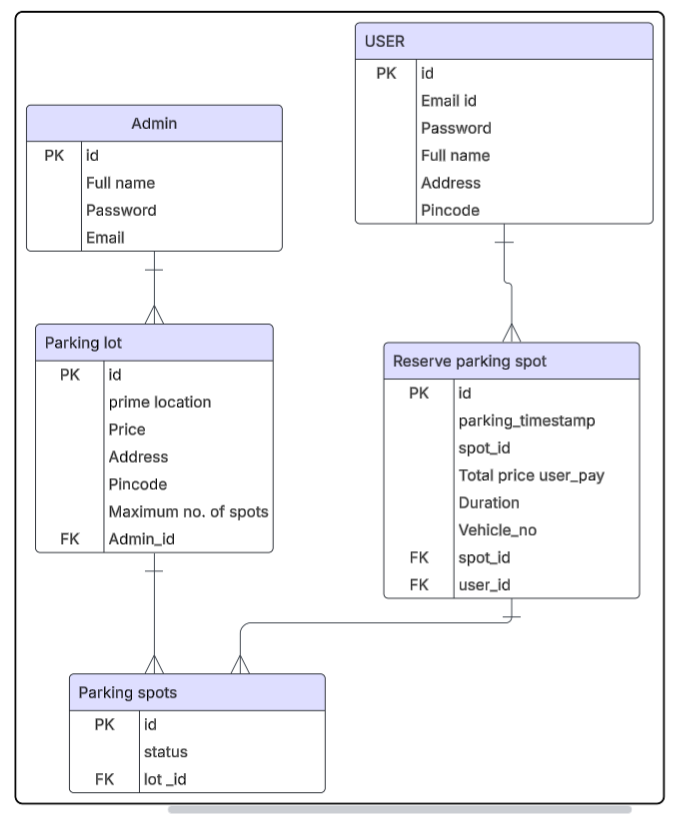 USER
PK id
Email id
Password
Full name
Address
Pincode
Admin
PK id
Full name
Password
Email
Parking lot
PK id
prime location
Price
Address
Pincode
Maximum no. of spots
FK Admin_id
Reserve parking spot
PK id
parking_timestamp
spot_id
Total price user_pay
Duration
Vehicle_no
FK spot_id
FK user_id
Parking spots
PK id
status
FK lot _id